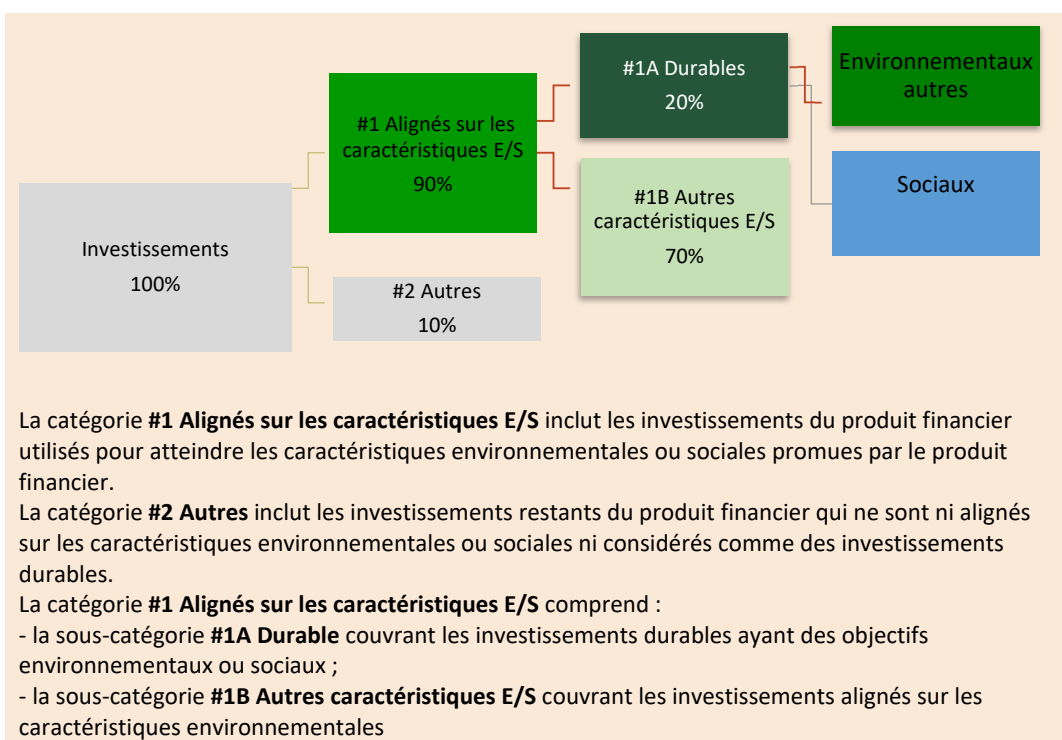 #1A Durables
20%
Environnementaux
autres
#1 Alignés sur les
caractéristiques E/S
90%
Sociaux
#1B Autres
caractéristiques E/S
70%
Investissements
100%
#2 Autres
10%
La catégorie #1 Alignés sur les caractéristiques E/S inclut les investissements du produit financier
utilisés pour atteindre les caractéristiques environnementales ou sociales promues par le produit
financier.
La catégorie #2 Autres inclut les investissements restants du produit financier qui ne sont ni alignés
sur les caractéristiques environnementales ou sociales ni considérés comme des investissements
durables.
La catégorie #1 Alignés sur les caractéristiques E/S comprend :
- la sous-catégorie #1A Durable couvrant les investissements durables ayant des objectifs
environnementaux ou sociaux ;
- la sous-catégorie #1B Autres caractéristiques E/S couvrant les investissements alignés sur les
caractéristiques environnementales